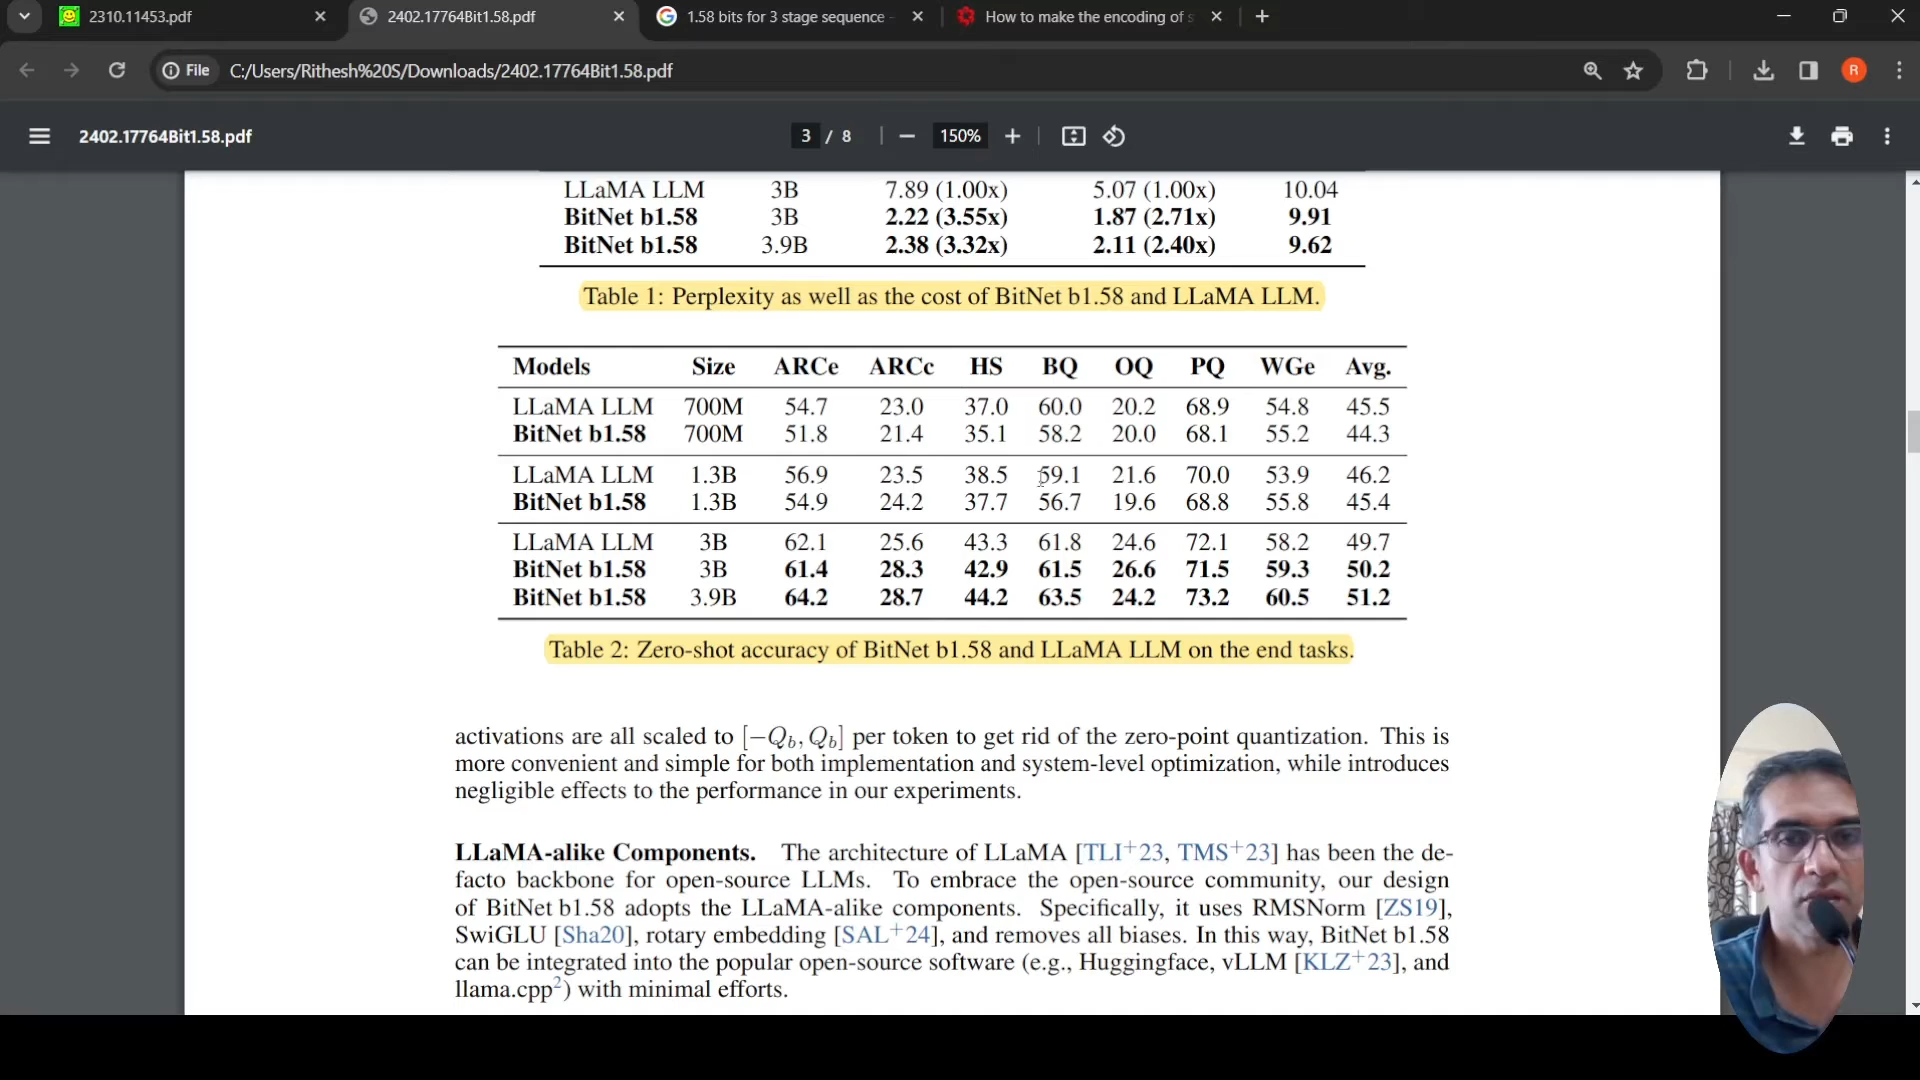 2310.11453.pdf
2402.17764Bit1.58.pdf
1.58 bits for 3 stage sequence
How to make the encoding of s
File C:/Users/Rithesh%20S/Downloads/2402.17764Bit1.58.pdf
R
2402.17764Bit1.58.pdf 3 / 8 150%
LLaMA LLM 3B 7.89 (1.00x) 5.07 (1.00x) 10.04
BitNet b1.58 3B 2.22 (3.55x) 1.87 (2.71x) 9.91
BitNet b1.58 3.9B 2.38 (3.32x) 2.11 (2.40x) 9.62
Table 1: Perplexity as well as the cost of BitNet b1.58 and LLaMA LLM.
Models Size ARCe ARCc HS BQ OQ PQ WGe Avg.
LLaMA LLM 700M 54.7 23.0 37.0 60.0 20.2 68.9 54.8 45.5
BitNet b1.58 700M 51.8 21.4 35.1 58.2 20.0 68.1 55.2 44.3
LLaMA LLM 1.3B 56.9 23.5 38.5 59.1 21.6 70.0 53.9 46.2
BitNet b1.58 1.3B 54.9 24.2 37.7 56.7 19.6 68.8 55.8 45.4
LLaMA LLM 3B 62.1 25.6 43.3 61.8 24.6 72.1 58.2 49.7
BitNet b1.58 3B 61.4 28.3 42.9 61.5 26.6 71.5 59.3 50.2
BitNet b1.58 3.9B 64.2 28.7 44.2 63.5 24.2 73.2 60.5 51.2
Table 2: Zero-shot accuracy of BitNet b1.58 and LLaMA LLM on the end tasks.
activations are all scaled to [−Qb, Qb] per token to get rid of the zero-point quantization. This is
more convenient and simple for both implementation and system-level optimization, while introduces
negligible effects to the performance in our experiments.
LLaMA-alike Components. The architecture of LLaMA [TLI+23, TMS+23] has been the de-
facto backbone for open-source LLMs. To embrace the open-source community, our design
of BitNet b1.58 adopts the LLaMA-alike components. Specifically, it uses RMSNorm [ZS19],
SwiGLU [Sha20], rotary embedding [SAL+24], and removes all biases. In this way, BitNet b1.58
can be integrated into the popular open-source software (e.g., Huggingface, vLLM [KLZ+23], and
llama.cpp2) with minimal efforts.